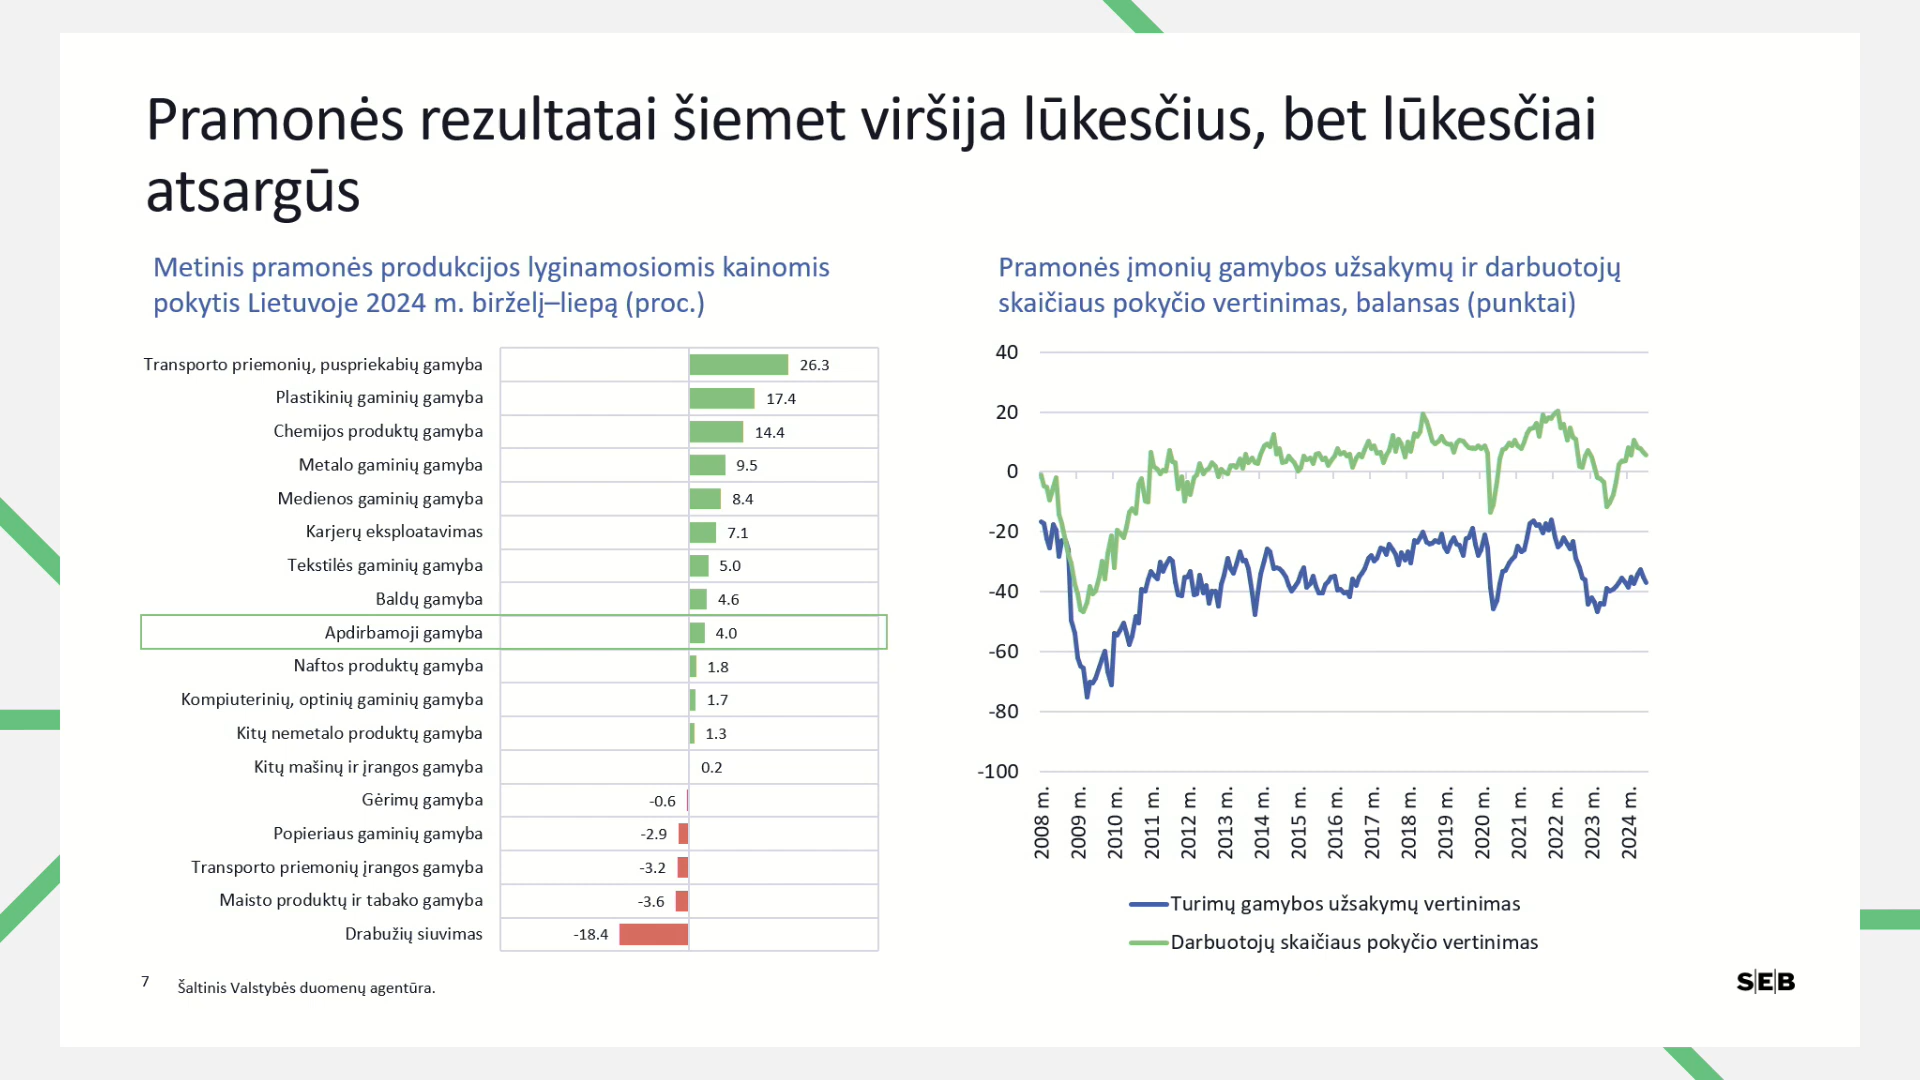 Pramonės rezultatai šiemet viršija lūkesčius, bet lūkesčiai
atsargūs
Metinis pramonės produkcijos lyginamosiomis kainomis
pokytis Lietuvoje 2024 m. birželį–liepą (proc.)
Transporto priemonių, puspriekabių gamyba 26.3
Plastikinių gaminių gamyba 17.4
Chemijos produktų gamyba 14.4
Metalo gaminių gamyba 9.5
Medienos gaminių gamyba 8.4
Karjerų eksploatavimas 7.1
Tekstilės gaminių gamyba 5.0
Baldų gamyba 4.6
Apdirbamoji gamyba 4.0
Naftos produktų gamyba 1.8
Kompiuterinių, optinių gaminių gamyba 1.7
Kitų nemetalo produktų gamyba 1.3
Kitų mašinų ir įrangos gamyba 0.2
Gėrimų gamyba -0.6
Popieriaus gaminių gamyba -2.9
Transporto priemonių įrangos gamyba -3.2
Maisto produktų ir tabako gamyba -3.6
Drabužių siuvimas -18.4
Pramonės įmonių gamybos užsakymų ir darbuotojų
skaičiaus pokyčio vertinimas, balansas (punktai)
40
20
0
-20
-40
-60
-80
-100
2008 m.
2009 m.
2010 m.
2011 m.
2012 m.
2013 m.
2014 m.
2015 m.
2016 m.
2017 m.
2018 m.
2019 m.
2020 m.
2021 m.
2022 m.
2023 m.
2024 m.
Turimų gamybos užsakymų vertinimas
Darbuotojų skaičiaus pokyčio vertinimas
7
Šaltinis Valstybės duomenų agentūra.
SEB